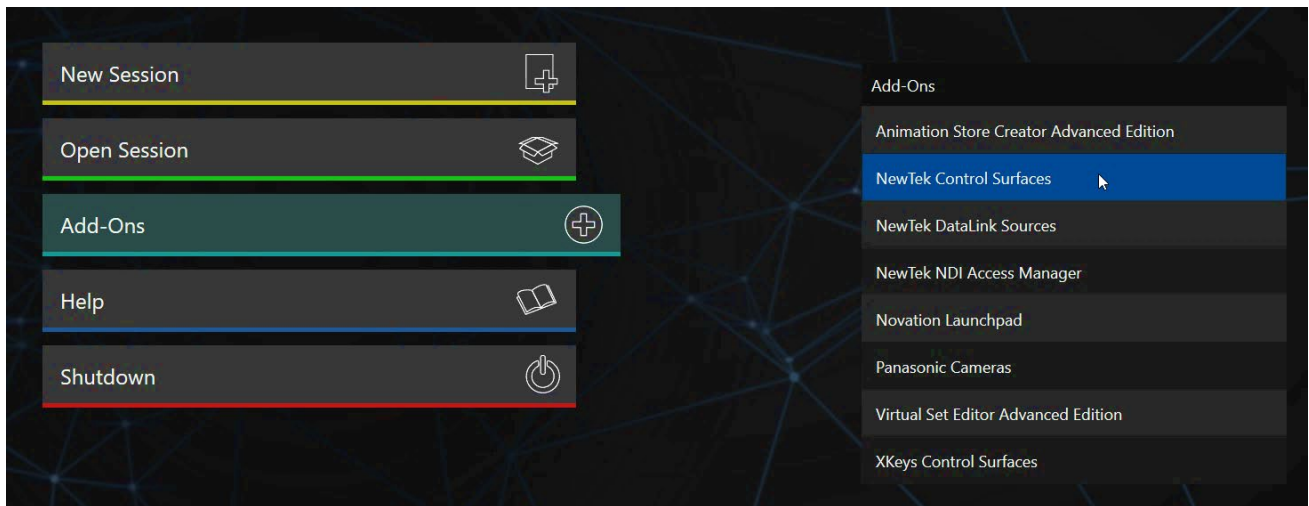 New Session
Open Session
Add-Ons
Help
Shutdown
Add-Ons
Animation Store Creator Advanced Edition
NewTek Control Surfaces
NewTek DataLink Sources
NewTek NDI Access Manager
Novation Launchpad
Panasonic Cameras
Virtual Set Editor Advanced Edition
XKeys Control Surfaces